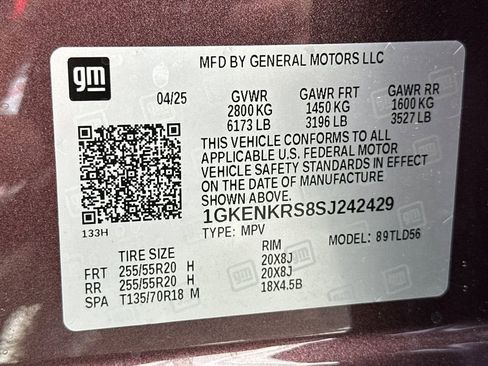 gm
MFD BY GENERAL MOTORS LLC
04/25 GVWR GAWR FRT GAWR RR
2800 KG 1450 KG 1600 KG
6173 LB 3196 LB 3527 LB
THIS VEHICLE CONFORMS TO ALL
APPLICABLE U.S. FEDERAL MOTOR
VEHICLE SAFETY STANDARDS IN EFFECT
ON THE DATE OF MANUFACTURE
SHOWN ABOVE.
1GKENKRS8SJ242429
133H
TYPE: MPV MODEL: 89TLD56
TIRE SIZE RIM
FRT 255/55R20 H 20X8J
RR 255/55R20 H 20X8J
SPA T135/70R18 M 18X4.5B